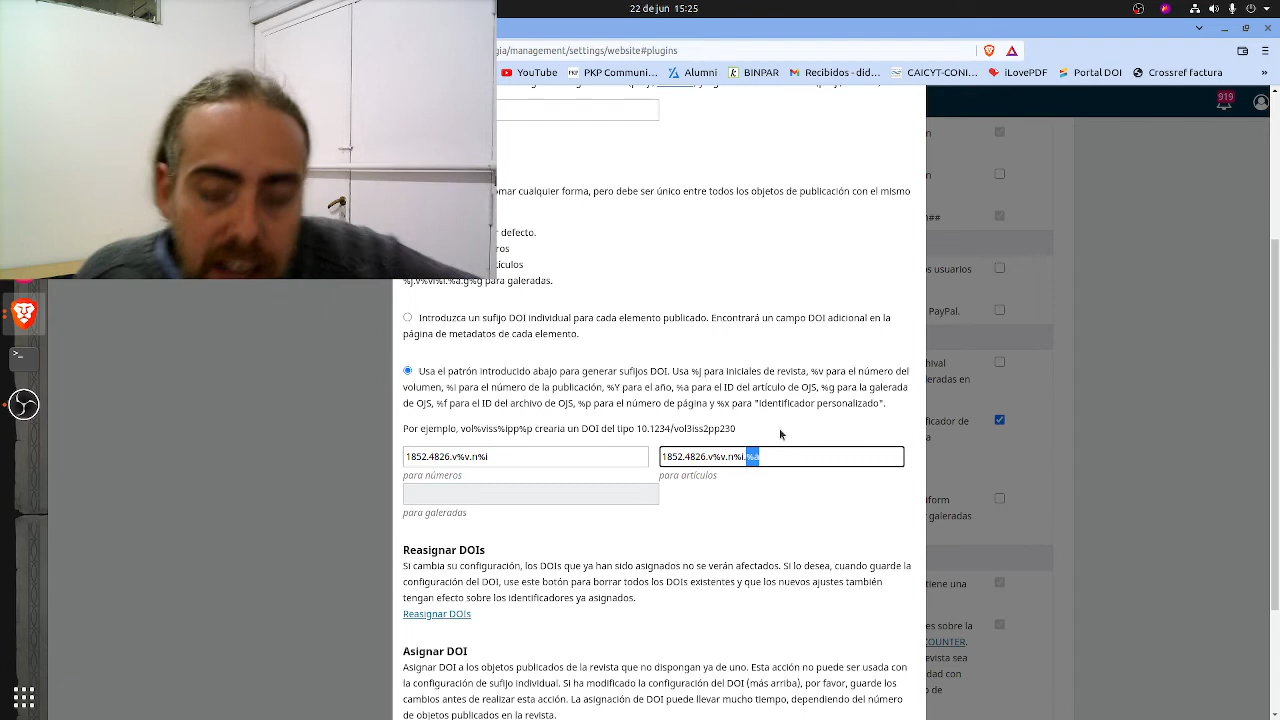 22 de jun 15:25
gia/management/settings/website#plugins
YouTube
PKP Comuni...
Alumni
BINPAR
Recibidos - did...
CAICYT-CONI...
iLovePDF
Portal DOI
Crossref factura
919
omar cualquier forma, pero debe ser único entre todos los objetos de publicación con el mismo
defecto.
ros
tículos
%j.v%vi%i.%a.g%g para galeradas.
Introduzca un sufijo DOI individual para cada elemento publicado. Encontrará un campo DOI adicional en la
página de metadatos de cada elemento.
Usa el patrón introducido abajo para generar sufijos DOI. Usa %j para iniciales de revista, %v para el número del
volumen, %i para el número de la publicación, %Y para el año, %a para el ID del artículo de OJS, %g para la galerada
de OJS, %f para el ID del archivo de OJS, %p para el número de página y %x para "Identificador personalizado".
Por ejemplo, vol%viss%ipp%p crearia un DOI del tipo 10.1234/vol3iss2pp230
1852.4826.v%v.n%i
1852.4826.v%v.n%i.%a
para números
para artículos
para galeradas
Reasignar DOIs
Si cambia su configuración, los DOIs que ya han sido asignados no se verán afectados. Si lo desea, cuando guarde la
configuración del DOI, use este botón para borrar todos los DOIs existentes y que los nuevos ajustes también
tengan efecto sobre los identificadores ya asignados.
Reasignar DOIs
Asignar DOI
Asignar DOI a los objetos publicados de la revista que no dispongan ya de uno. Esta acción no puede ser usada con
la configuración de sufijo individual. Si ha modificado la configuración del DOI (más arriba), por favor, guarde los
cambios antes de realizar esta acción. La asignación de DOI puede llevar mucho tiempo, dependiendo del número
de objetos publicados en la revista.
n
n
##
os usuarios
PayPal.
hival
leradas en
ficador de
a
iform
y galeradas
tiene una
es sobre la
COUNTER,
evista sea
idad con
o de